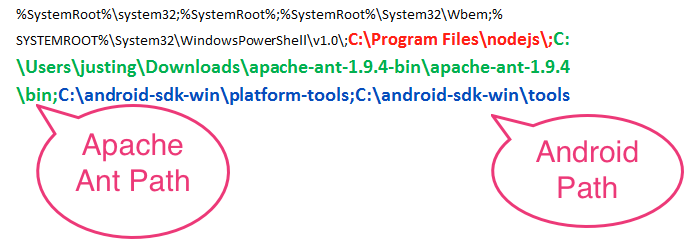 %SystemRoot%\system32;%SystemRoot%;%SystemRoot%\System32\Wbem;%
SYSTEMROOT%\System32\WindowsPowerShell\v1.0\;C:\Program Files\nodejs\;C:
\Users\justing\Downloads\apache-ant-1.9.4-bin\apache-ant-1.9.4
\bin;C:\android-sdk-win\platform-tools;C:\android-sdk-win\tools
Apache
Ant Path
Android
Path